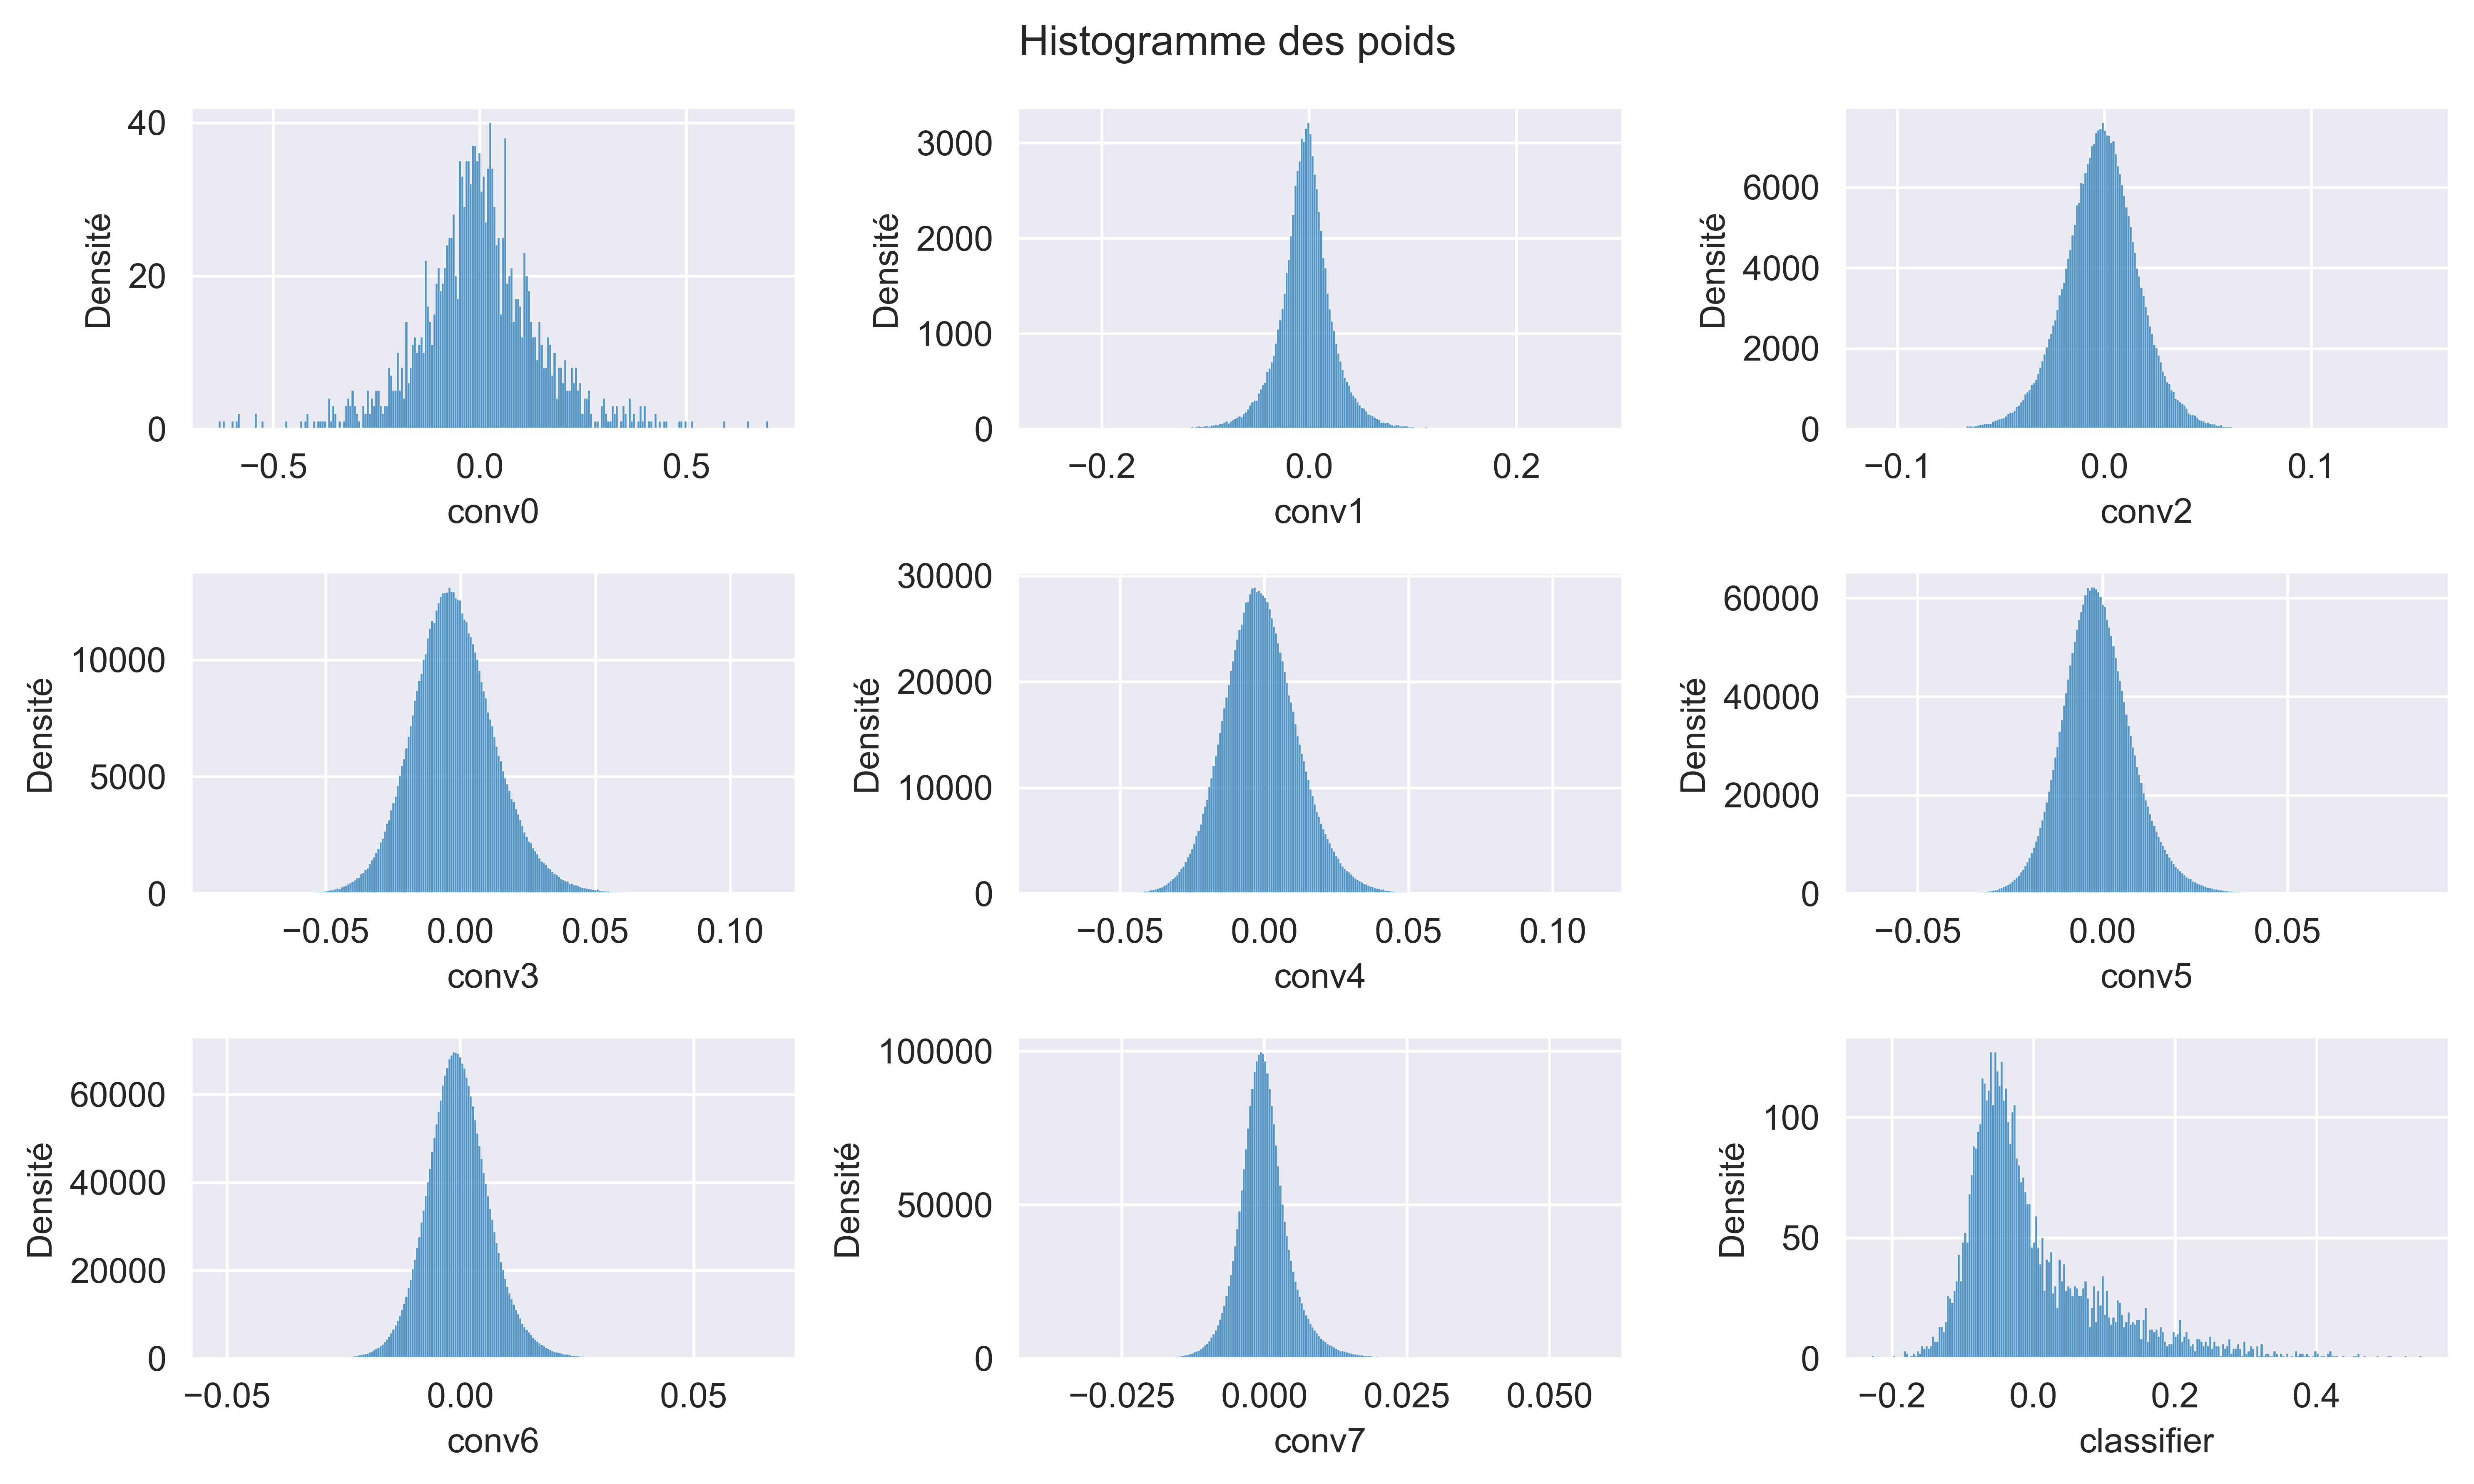 Histogramme des poids
Densité
40
20
0
−0.5 0.0 0.5
conv0
Densité
3000
2000
1000
0
−0.2 0.0 0.2
conv1
Densité
6000
4000
2000
0
−0.1 0.0 0.1
conv2
Densité
10000
5000
0
−0.05 0.00 0.05 0.10
conv3
Densité
30000
20000
10000
0
−0.05 0.00 0.05 0.10
conv4
Densité
60000
40000
20000
0
−0.05 0.00 0.05
conv5
Densité
60000
40000
20000
0
−0.05 0.00 0.05
conv6
Densité
100000
50000
0
−0.025 0.000 0.025 0.050
conv7
Densité
100
50
0
−0.2 0.0 0.2 0.4
classifier